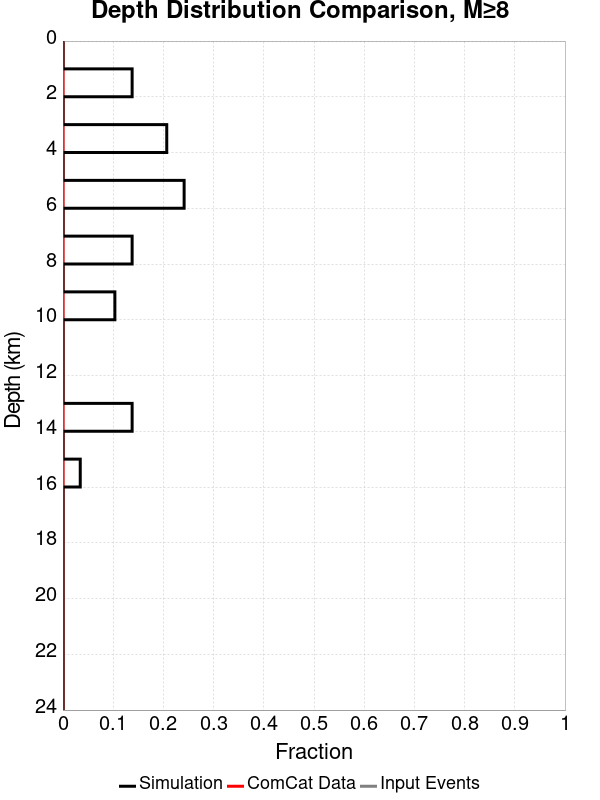 Depth Distribution Comparison, M≥8
0
2
4
6
8
10
12
14
16
18
20
22
24
Depth (km)
0 0.1 0.2 0.3 0.4 0.5 0.6 0.7 0.8 0.9 1
Fraction
Simulation ComCat Data Input Events